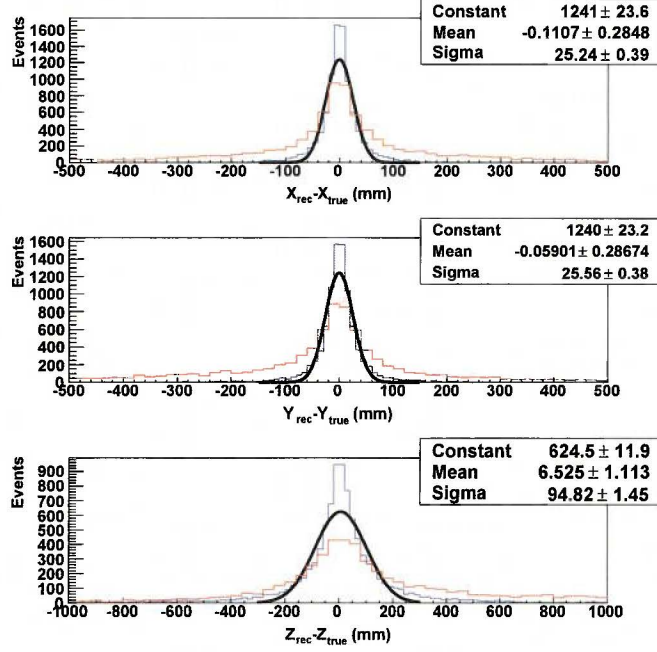 Constant 1241 ± 23.6
Mean -0.1107 ± 0.2848
Sigma 25.24 ± 0.39
Events
1600
1400
1200
1000
800
600
400
200
0
-500 -400 -300 -200 -100 0 100 200 300 400 500
Xrec-Xtrue (mm)
Constant 1240 ± 23.2
Mean -0.05901 ± 0.28674
Sigma 25.56 ± 0.38
Events
1600
1400
1200
1000
800
600
400
200
0
-500 -400 -300 -200 -100 0 100 200 300 400 500
Yrec-Ytrue (mm)
Constant 624.5 ± 11.9
Mean 6.525 ± 1.113
Sigma 94.82 ± 1.45
Events
900
800
700
600
500
400
300
200
100
0
-1000 -800 -600 -400 -200 0 200 400 600 800 1000
Zrec-Ztrue (mm)